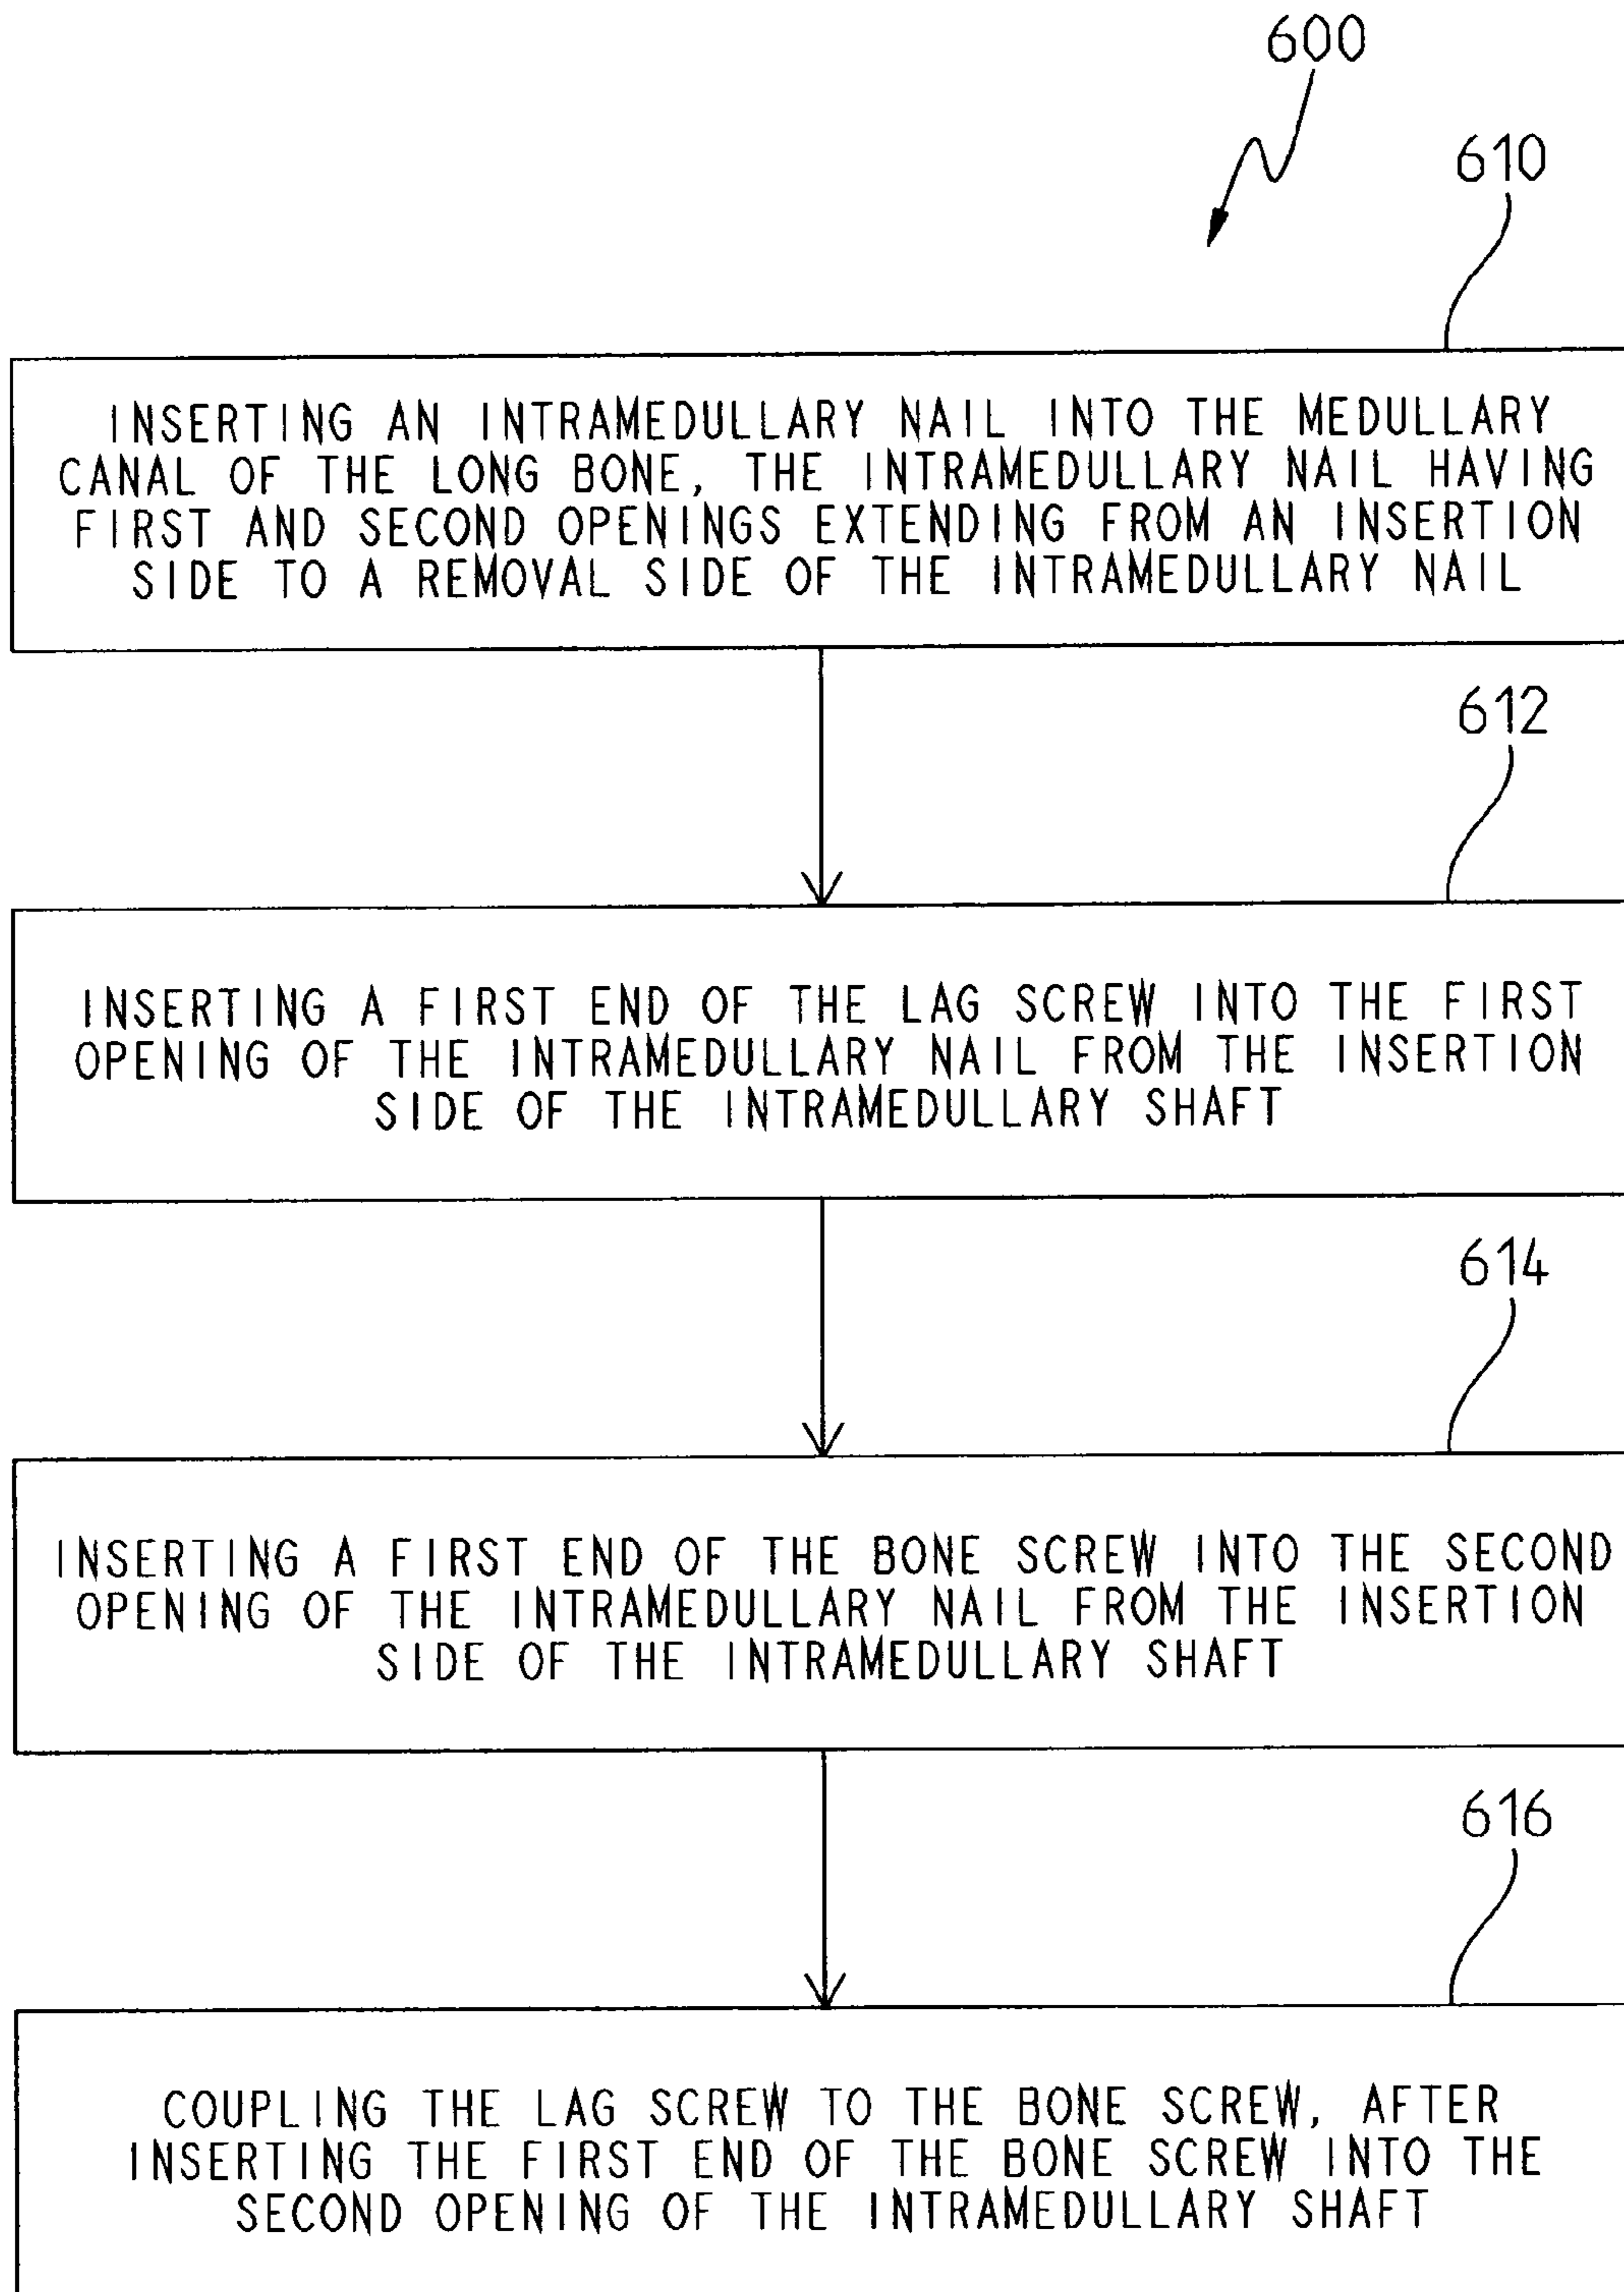 600
610
INSERTING AN INTRAMEDULLARY NAIL INTO THE MEDULLARY
CANAL OF THE LONG BONE, THE INTRAMEDULLARY NAIL HAVING
FIRST AND SECOND OPENINGS EXTENDING FROM AN INSERTION
SIDE TO A REMOVAL SIDE OF THE INTRAMEDULLARY NAIL
612
INSERTING A FIRST END OF THE LAG SCREW INTO THE FIRST
OPENING OF THE INTRAMEDULLARY NAIL FROM THE INSERTION
SIDE OF THE INTRAMEDULLARY SHAFT
614
INSERTING A FIRST END OF THE BONE SCREW INTO THE SECOND
OPENING OF THE INTRAMEDULLARY NAIL FROM THE INSERTION
SIDE OF THE INTRAMEDULLARY SHAFT
616
COUPLING THE LAG SCREW TO THE BONE SCREW, AFTER
INSERTING THE FIRST END OF THE BONE SCREW INTO THE
SECOND OPENING OF THE INTRAMEDULLARY SHAFT